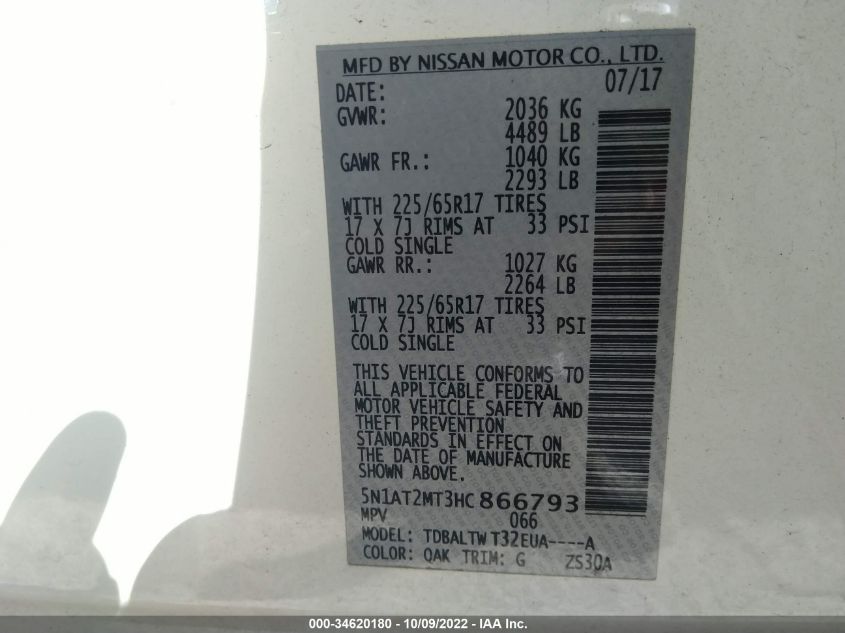 MFD BY NISSAN MOTOR CO., LTD.
DATE: 07/17
GVWR: 2036 KG
4489 LB
GAWR FR.: 1040 KG
2293 LB
WITH 225/65R17 TIRES
17 X 7J RIMS AT 33 PSI
COLD SINGLE
GAWR RR.: 1027 KG
2264 LB
WITH 225/65R17 TIRES
17 X 7J RIMS AT 33 PSI
COLD SINGLE
THIS VEHICLE CONFORMS TO
ALL APPLICABLE FEDERAL
MOTOR VEHICLE SAFETY AND
THEFT PREVENTION
STANDARDS IN EFFECT ON
THE DATE OF MANUFACTURE
SHOWN ABOVE.
5N1AT2MT3HC866793
MPV 066
MODEL: TDBALTW T32EUA----A
COLOR: QAK TRIM: G ZS30A
000-34620180 - 10/09/2022 - IAA Inc.